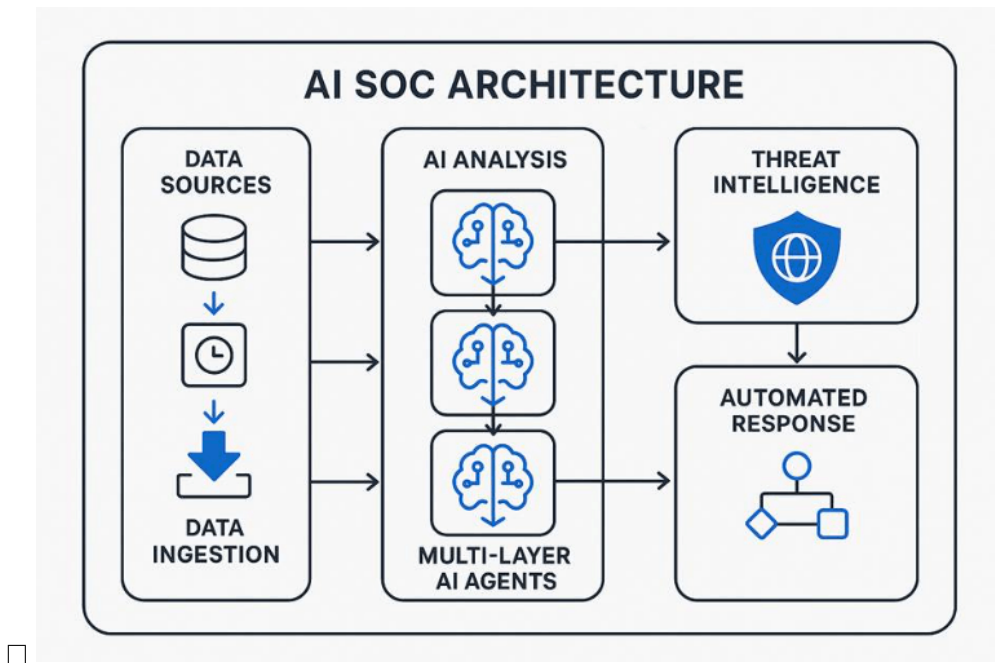 AI SOC ARCHITECTURE
DATA
SOURCES
DATA
INGESTION
AI ANALYSIS
MULTI-LAYER
AI AGENTS
THREAT
INTELLIGENCE
AUTOMATED
RESPONSE